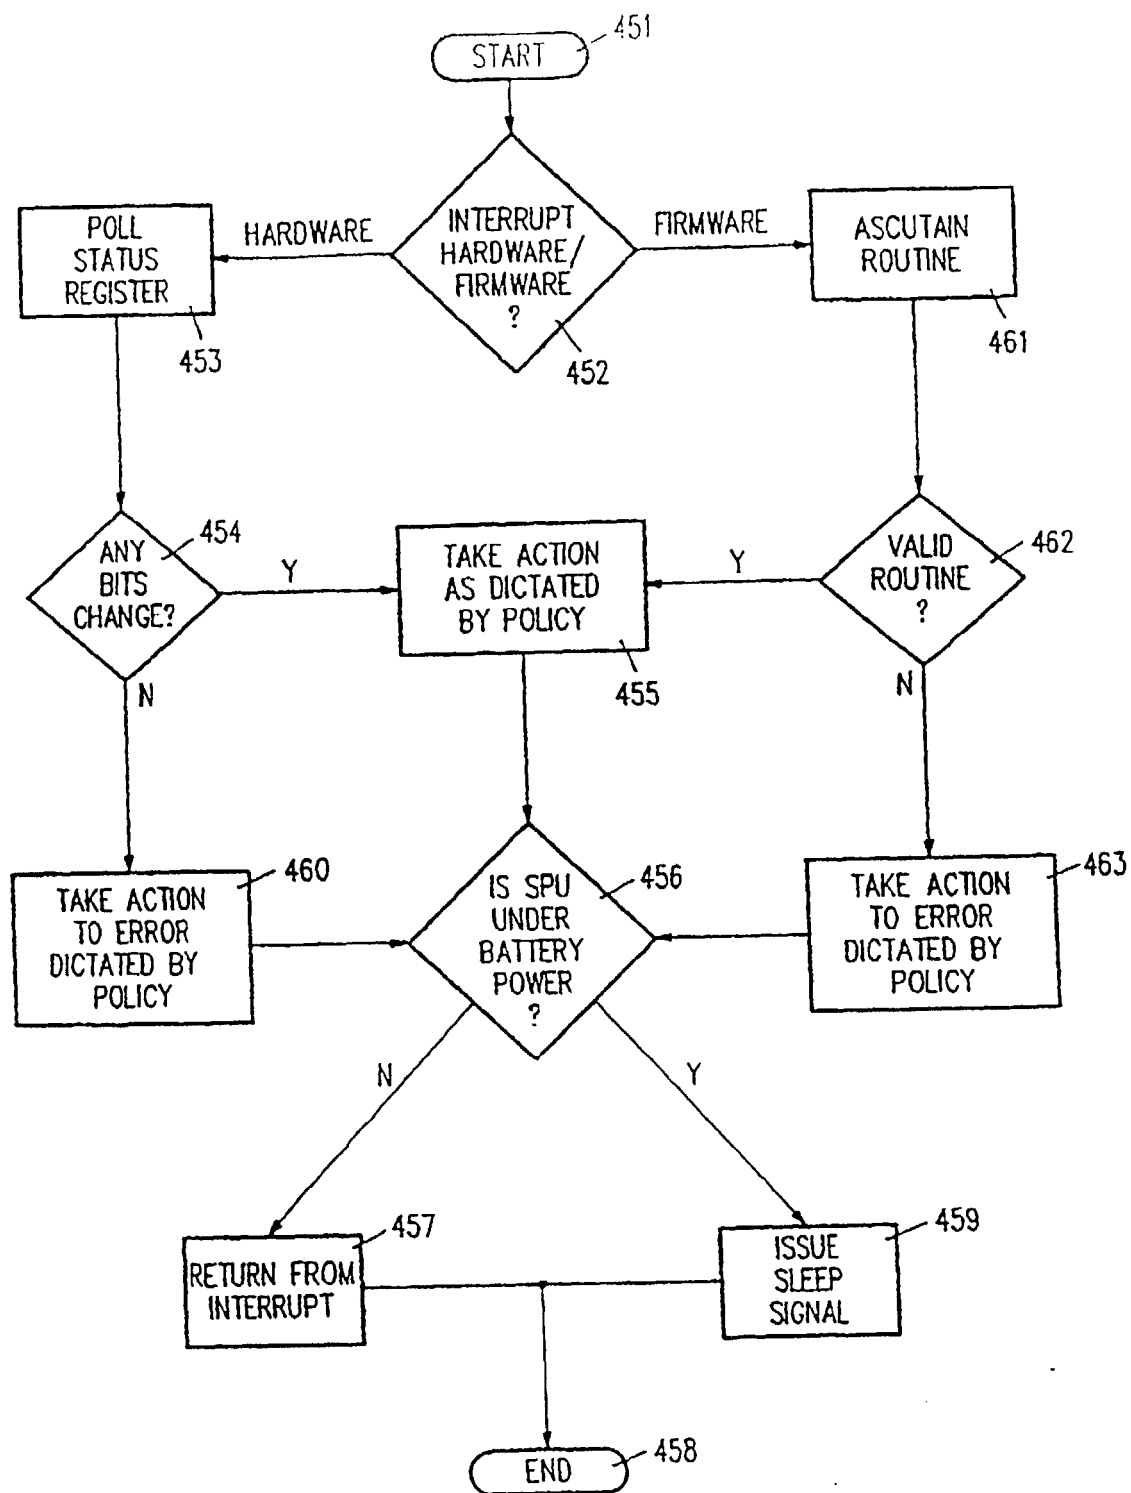 START
451
INTERRUPT
HARDWARE/
FIRMWARE
?
452
HARDWARE
FIRMWARE
POLL
STATUS
REGISTER
453
ASCUTAIN
ROUTINE
461
ANY
BITS
CHANGE?
454
Y
N
TAKE ACTION
AS DICTATED
BY POLICY
455
VALID
ROUTINE
?
462
Y
N
TAKE ACTION
TO ERROR
DICTATED BY
POLICY
460
IS SPU
UNDER
BATTERY
POWER
?
456
TAKE ACTION
TO ERROR
DICTATED BY
POLICY
463
N
Y
RETURN FROM
INTERRUPT
457
ISSUE
SLEEP
SIGNAL
459
END
458